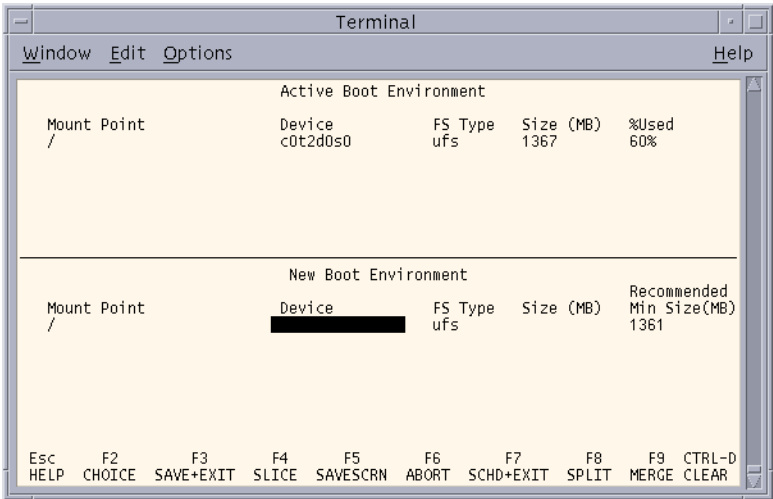 Terminal
Window Edit Options Help
Active Boot Environment
Mount Point Device FS Type Size (MB) %Used
/ c0t2d0s0 ufs 1367 60%
New Boot Environment
Recommended
Mount Point Device FS Type Size (MB) Min Size(MB)
/ ufs 1361
Esc F2 F3 F4 F5 F6 F7 F8 F9 CTRL-D
HELP CHOICE SAVE+EXIT SLICE SAVESCRN ABORT SCHD+EXIT SPLIT MERGE CLEAR